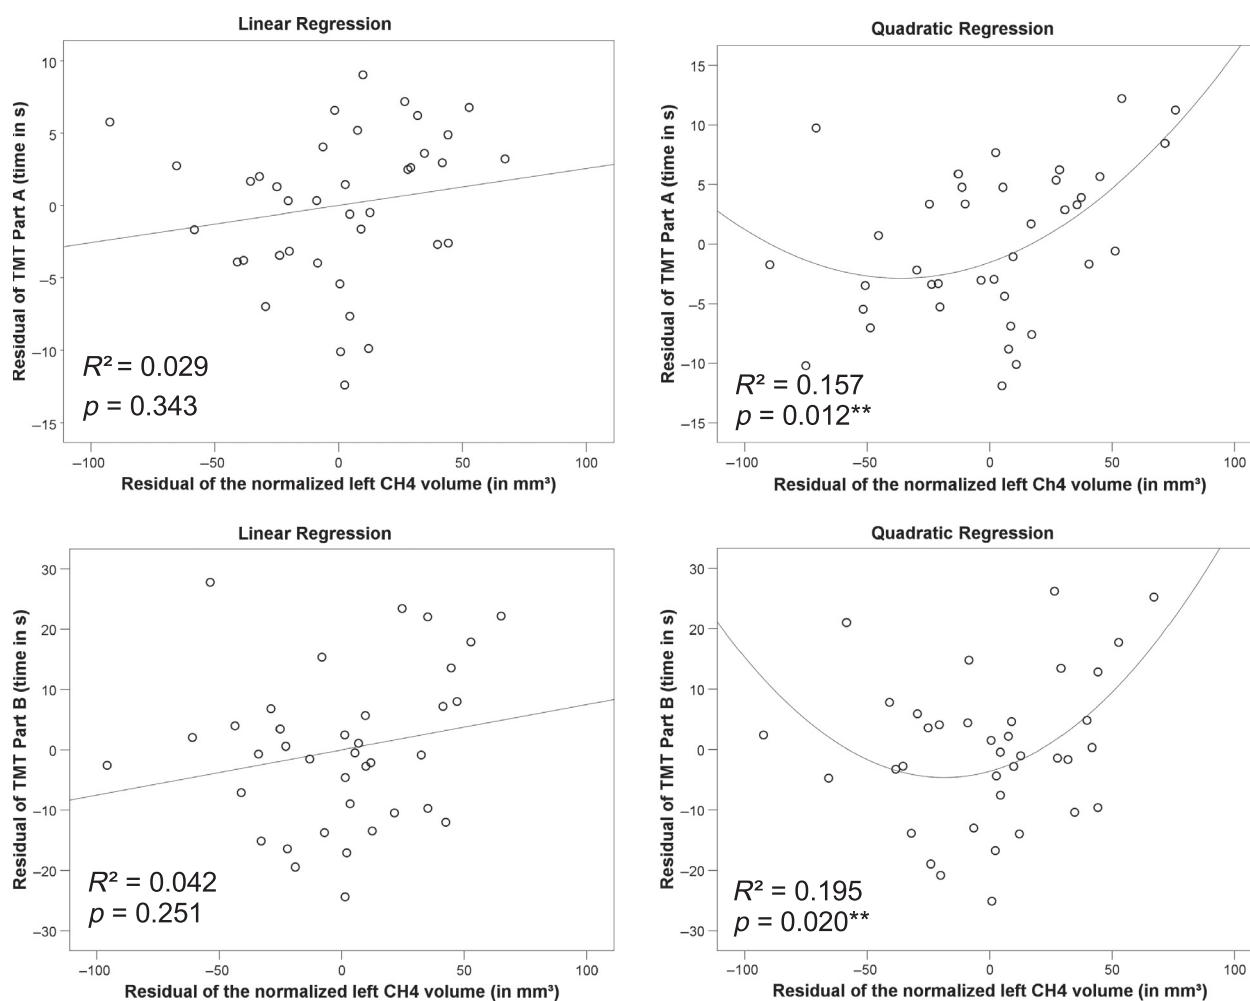 Linear Regression
Residual of TMT Part A (time in s)
10
5
0
–5
–10
–15
R² = 0.029
p = 0.343
–100
–50
0
50
100
Residual of the normalized left CH4 volume (in mm³)
Quadratic Regression
Residual of TMT Part A (time in s)
15
10
5
0
–5
–10
–15
R² = 0.157
p = 0.012**
–100
–50
0
50
100
Residual of the normalized left Ch4 volume (in mm³)
Linear Regression
Residual of TMT Part B (time in s)
30
20
10
0
–10
–20
–30
R² = 0.042
p = 0.251
–100
–50
0
50
100
Residual of the normalized left CH4 volume (in mm³)
Quadratic Regression
Residual of TMT Part B (time in s)
30
20
10
0
–10
–20
–30
R² = 0.195
p = 0.020**
–100
–50
0
50
100
Residual of the normalized left CH4 volume (in mm³)